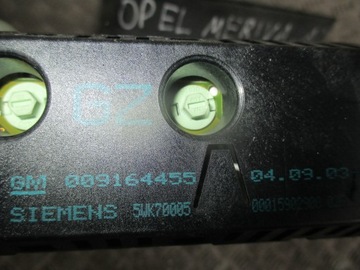 OPEL MERIVA
GZ
GM 009164455 A 04.09.03
SIEMENS 5WK70005